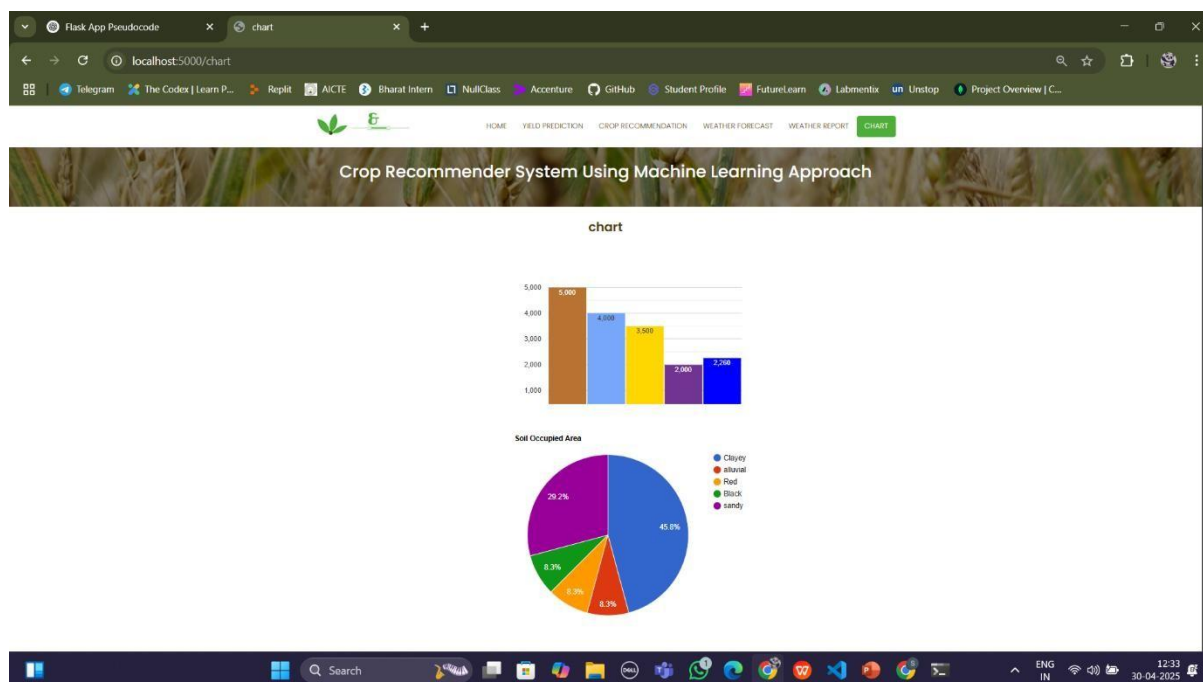 Flask App Pseudocode
chart
localhost:5000/chart
Telegram The Codex | Learn P... Replit AICTE Bharat Intern NullClass Accenture GitHub Student Profile FutureLearn Labmentix Unstop Project Overview | C...
& HOME YIELD PREDICTION CROP RECOMMENDATION WEATHER FORECAST WEATHER REPORT CHART
Crop Recommender System Using Machine Learning Approach
chart
5,000
4,000
3,000
2,000
1,000
5,000
4,000
3,500
2,000
2,260
Soil Occupied Area
Clayey
alluvial
Red
Black
sandy
29.2%
45.8%
8.3%
8.3%
8.3%
Search
ENG
IN
12:33
30-04-2025